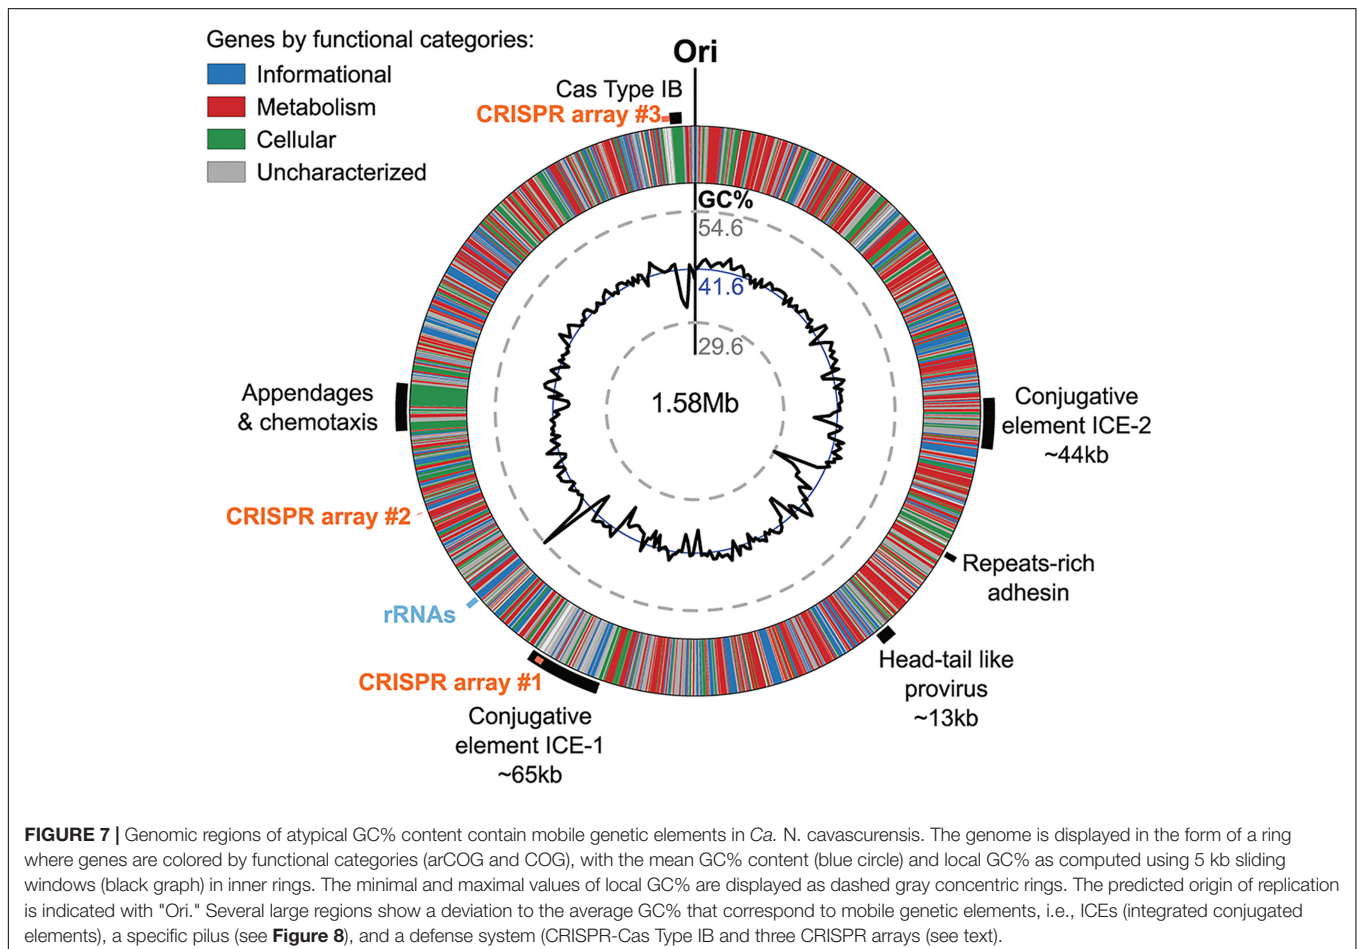 Genes by functional categories:
Informational
Metabolism
Cellular
Uncharacterized
Ori
Cas Type IB
CRISPR array #3
GC%
54.6
41.6
29.6
1.58Mb
Appendages
& chemotaxis
Conjugative
element ICE-2
~44kb
CRISPR array #2
Repeats-rich
adhesin
rRNAs
Head-tail like
provirus
~13kb
CRISPR array #1
Conjugative
element ICE-1
~65kb
FIGURE 7 | Genomic regions of atypical GC% content contain mobile genetic elements in Ca. N. cavascurensis. The genome is displayed in the form of a ring
where genes are colored by functional categories (arCOG and COG), with the mean GC% content (blue circle) and local GC% as computed using 5 kb sliding
windows (black graph) in inner rings. The minimal and maximal values of local GC% are displayed as dashed gray concentric rings. The predicted origin of replication
is indicated with "Ori." Several large regions show a deviation to the average GC% that correspond to mobile genetic elements, i.e., ICEs (integrated conjugated
elements), a specific pilus (see Figure 8), and a defense system (CRISPR-Cas Type IB and three CRISPR arrays (see text).